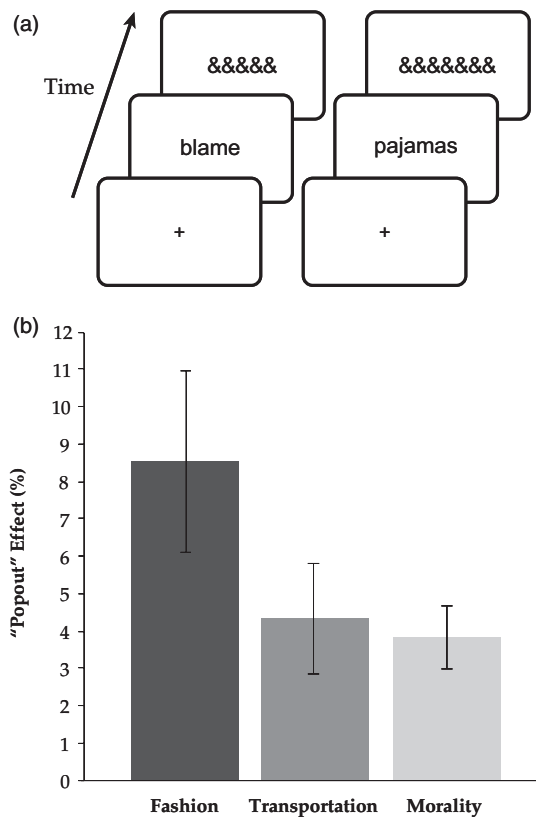 (a)
&&&&& &&&&&&&
Time
blame pajamas
+ +
(b)
12
11
10
9
8
7
6
5
4
3
2
1
0
"Popout" Effect (%)
Fashion Transportation Morality